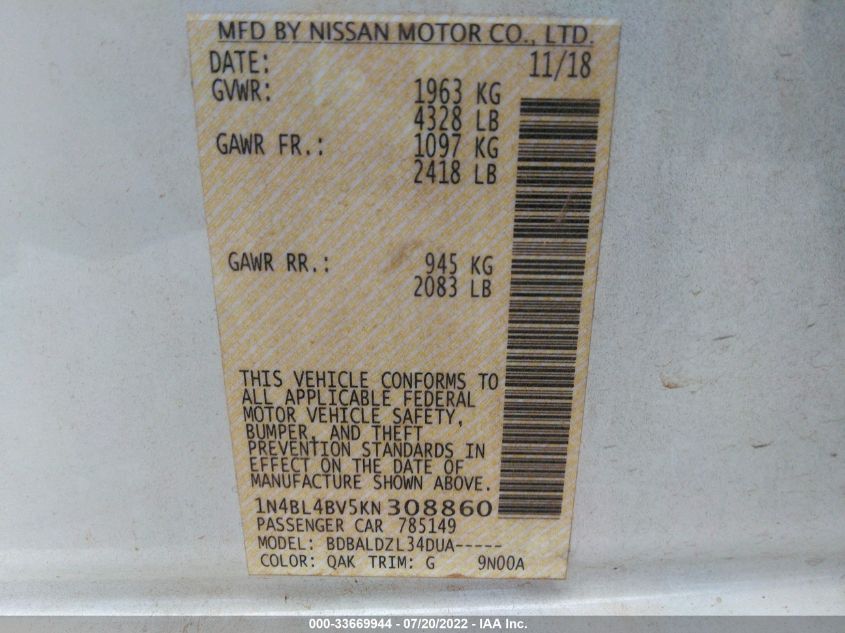 MFD BY NISSAN MOTOR CO., LTD.
DATE: 11/18
GVWR: 1963 KG
4328 LB
GAWR FR.: 1097 KG
2418 LB
GAWR RR.: 945 KG
2083 LB
THIS VEHICLE CONFORMS TO
ALL APPLICABLE FEDERAL
MOTOR VEHICLE SAFETY,
BUMPER, AND THEFT
PREVENTION STANDARDS IN
EFFECT ON THE DATE OF
MANUFACTURE SHOWN ABOVE.
1N4BL4BV5KN308860
PASSENGER CAR 785149
MODEL: BDBALDZL34DUA-----
COLOR: QAK TRIM: G 9N00A
000-33669944 - 07/20/2022 - IAA Inc.